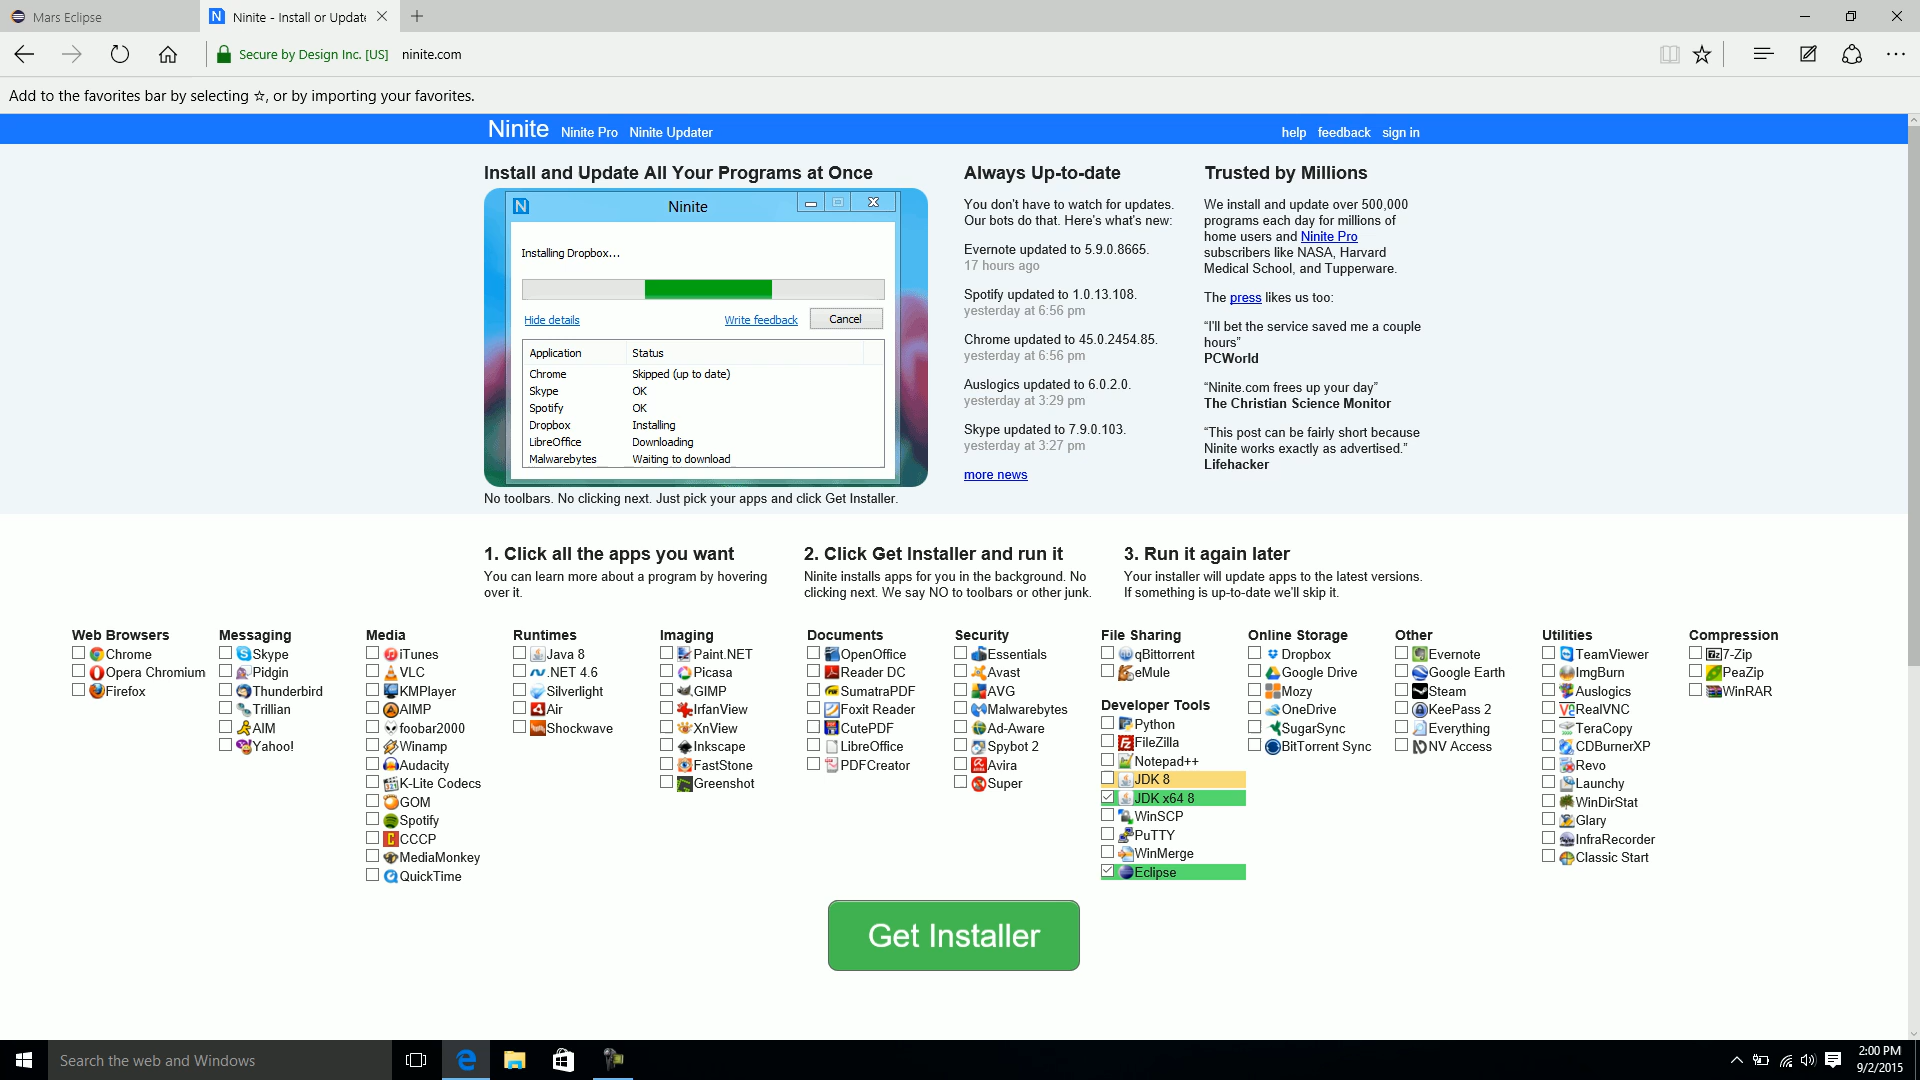 Mars Eclipse
Ninite - Install or Update
Secure by Design Inc. [US] ninite.com
Add to the favorites bar by selecting ☆, or by importing your favorites.
Ninite Ninite Pro Ninite Updater help feedback sign in
Install and Update All Your Programs at Once
Ninite
Installing Dropbox...
Hide details Write feedback Cancel
Application Status
Chrome Skipped (up to date)
Skype OK
Spotify OK
Dropbox Installing
LibreOffice Downloading
Malwarebytes Waiting to download
No toolbars. No clicking next. Just pick your apps and click Get Installer.
Always Up-to-date
You don't have to watch for updates.
Our bots do that. Here's what's new:
Evernote updated to 5.9.0.8665.
17 hours ago
Spotify updated to 1.0.13.108.
yesterday at 6:56 pm
Chrome updated to 45.0.2454.85.
yesterday at 6:56 pm
Auslogics updated to 6.0.2.0.
yesterday at 3:29 pm
Skype updated to 7.9.0.103.
yesterday at 3:27 pm
more news
Trusted by Millions
We install and update over 500,000
programs each day for millions of
home users and Ninite Pro
subscribers like NASA, Harvard
Medical School, and Tupperware.
The press likes us too:
“I'll bet the service saved me a couple
hours”
PCWorld
“Ninite.com frees up your day”
The Christian Science Monitor
“This post can be fairly short because
Ninite works exactly as advertised.”
Lifehacker
1. Click all the apps you want
You can learn more about a program by hovering
over it.
2. Click Get Installer and run it
Ninite installs apps for you in the background. No
clicking next. We say NO to toolbars or other junk.
3. Run it again later
Your installer will update apps to the latest versions.
If something is up-to-date we'll skip it.
Web Browsers
Chrome
Opera Chromium
Firefox
Messaging
Skype
Pidgin
Thunderbird
Trillian
AIM
Yahoo!
Media
iTunes
VLC
KMPlayer
AIMP
foobar2000
Winamp
Audacity
K-Lite Codecs
GOM
Spotify
CCCP
MediaMonkey
QuickTime
Runtimes
Java 8
.NET 4.6
Silverlight
Air
Shockwave
Imaging
Paint.NET
Picasa
GIMP
IrfanView
XnView
Inkscape
FastStone
Greenshot
Documents
OpenOffice
Reader DC
SumatraPDF
Foxit Reader
CutePDF
LibreOffice
PDFCreator
Security
Essentials
Avast
AVG
Malwarebytes
Ad-Aware
Spybot 2
Avira
Super
File Sharing
qBittorrent
eMule
Developer Tools
Python
FileZilla
Notepad++
JDK 8
JDK x64 8
WinSCP
PuTTY
WinMerge
Eclipse
Online Storage
Dropbox
Google Drive
Mozy
OneDrive
SugarSync
BitTorrent Sync
Other
Evernote
Google Earth
Steam
KeePass 2
Everything
NV Access
Utilities
TeamViewer
ImgBurn
Auslogics
RealVNC
TeraCopy
CDBurnerXP
Revo
Launchy
WinDirStat
Glary
InfraRecorder
Classic Start
Compression
7-Zip
PeaZip
WinRAR
Get Installer
Search the web and Windows
2:00 PM
9/2/2015